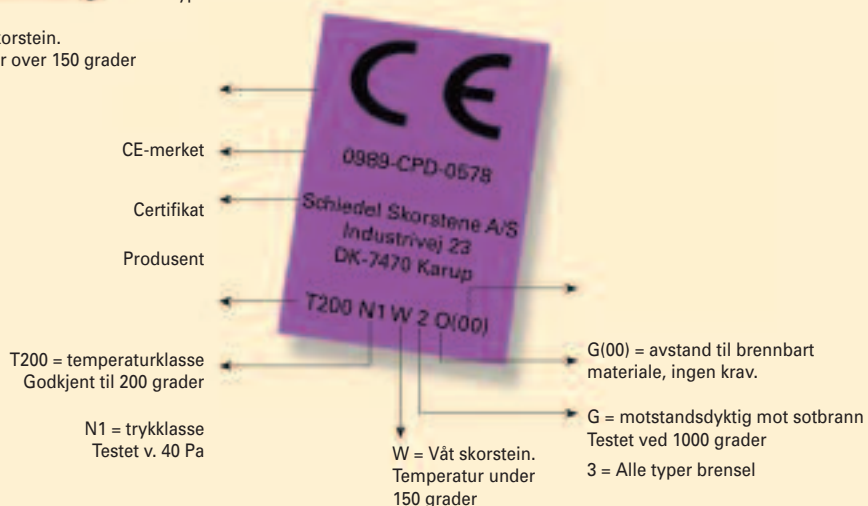 korstein.
r over 150 grader
CE
CE-merket
0989-CPD-0578
Certifikat
Schiedel Skorstene A/S
Industrivej 23
DK-7470 Karup
Produsent
T200 N1 W 2 O(00)
T200 = temperaturklasse
Godkjent til 200 grader
N1 = trykklasse
Testet v. 40 Pa
W = Våt skorstein.
Temperatur under
150 grader
G(00) = avstand til brennbart
materiale, ingen krav.
G = motstandsdyktig mot sotbrann
Testet ved 1000 grader
3 = Alle typer brensel